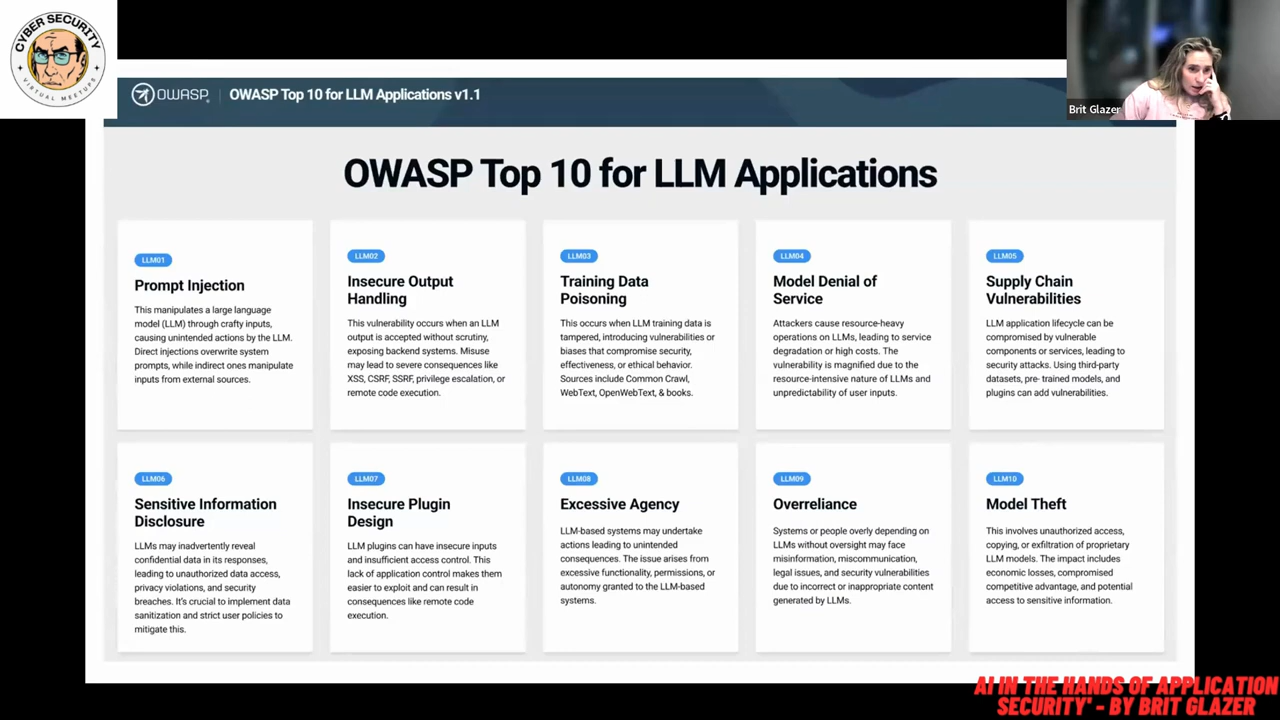 CYBER SECURITY
VIRTUAL MEETUPS
OWASP
OWASP Top 10 for LLM Applications v1.1
Brit Glazer
OWASP Top 10 for LLM Applications
LLM01
Prompt Injection
This manipulates a large language
model (LLM) through crafty inputs,
causing unintended actions by the LLM.
Direct injections overwrite system
prompts, while indirect ones manipulate
inputs from external sources.
LLM02
Insecure Output
Handling
This vulnerability occurs when an LLM
output is accepted without scrutiny,
exposing backend systems. Misuse
may lead to severe consequences like
XSS, CSRF, SSRF, privilege escalation, or
remote code execution.
LLM03
Training Data
Poisoning
This occurs when LLM training data is
tampered, introducing vulnerabilities or
biases that compromise security,
effectiveness, or ethical behavior.
Sources include Common Crawl,
WebText, OpenWebText, & books.
LLM04
Model Denial of
Service
Attackers cause resource-heavy
operations on LLMs, leading to service
degradation or high costs. The
vulnerability is magnified due to the
resource-intensive nature of LLMs and
unpredictability of user inputs.
LLM05
Supply Chain
Vulnerabilities
LLM application lifecycle can be
compromised by vulnerable
components or services, leading to
security attacks. Using third-party
datasets, pre- trained models, and
plugins can add vulnerabilities.
LLM06
Sensitive Information
Disclosure
LLMs may inadvertently reveal
confidential data in its responses,
leading to unauthorized data access,
privacy violations, and security
breaches. It's crucial to implement data
sanitization and strict user policies to
mitigate this.
LLM07
Insecure Plugin
Design
LLM plugins can have insecure inputs
and insufficient access control. This
lack of application control makes them
easier to exploit and can result in
consequences like remote code
execution.
LLM08
Excessive Agency
LLM-based systems may undertake
actions leading to unintended
consequences. The issue arises from
excessive functionality, permissions, or
autonomy granted to the LLM-based
systems.
LLM09
Overreliance
Systems or people overly depending on
LLMs without oversight may face
misinformation, miscommunication,
legal issues, and security vulnerabilities
due to incorrect or inappropriate content
generated by LLMs.
LLM10
Model Theft
This involves unauthorized access,
copying, or exfiltration of proprietary
LLM models. The impact includes
economic losses, compromised
competitive advantage, and potential
access to sensitive information.
AI IN THE HANDS OF APPLICATION
SECURITY' - BY BRIT GLAZER